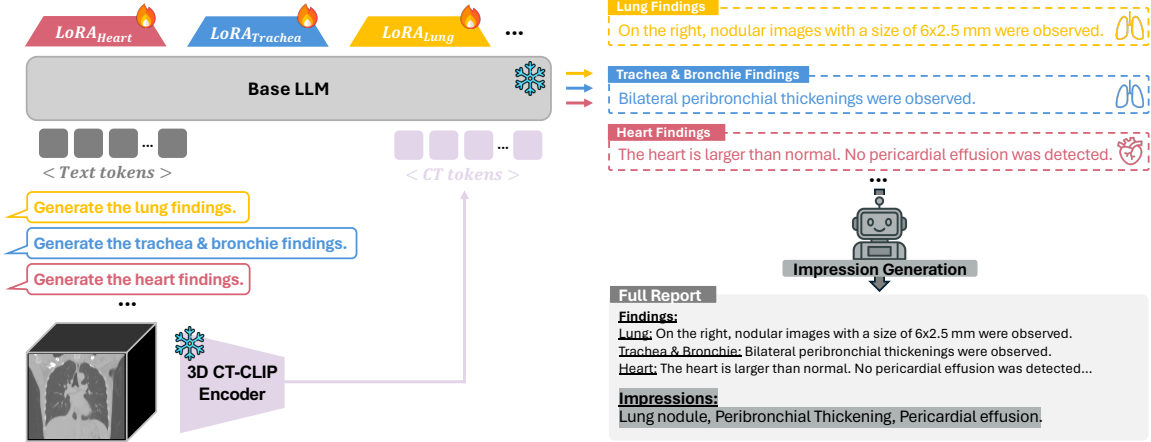 LoRA_Heart
LoRA_Trachea
LoRA_Lung
...
Base LLM
...
...
< Text tokens >
< CT tokens >
Generate the lung findings.
Generate the trachea & bronchie findings.
Generate the heart findings.
...
3D CT-CLIP
Encoder
Lung Findings
On the right, nodular images with a size of 6x2.5 mm were observed.
Trachea & Bronchie Findings
Bilateral peribronchial thickenings were observed.
Heart Findings
The heart is larger than normal. No pericardial effusion was detected.
...
Impression Generation
Full Report
Findings:
Lung: On the right, nodular images with a size of 6x2.5 mm were observed.
Trachea & Bronchie: Bilateral peribronchial thickenings were observed.
Heart: The heart is larger than normal. No pericardial effusion was detected...
Impressions:
Lung nodule, Peribronchial Thickening, Pericardial effusion.